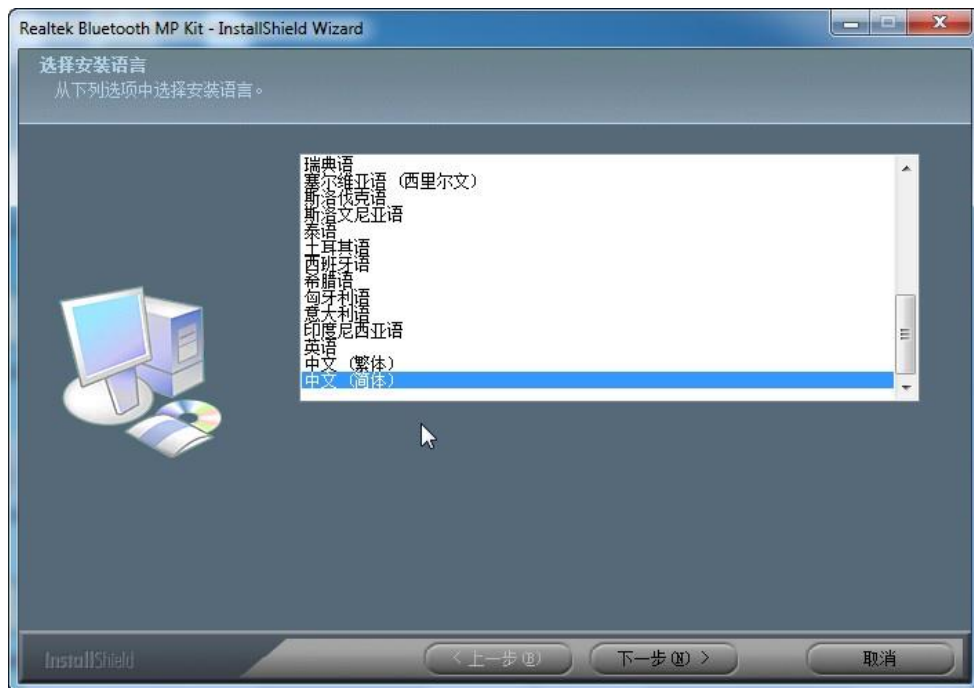 Realtek Bluetooth MP Kit - InstallShield Wizard
选择安装语言
从下列选项中选择安装语言。
瑞典语
塞尔维亚语 (西里尔文)
斯洛伐克语
斯洛文尼亚语
泰语
土耳其语
西班牙语
希腊语
匈牙利语
意大利语
印度尼西亚语
英语
中文 (繁体)
中文 (简体)
InstallShield
< 上一步(B)
下一步(N) >
取消